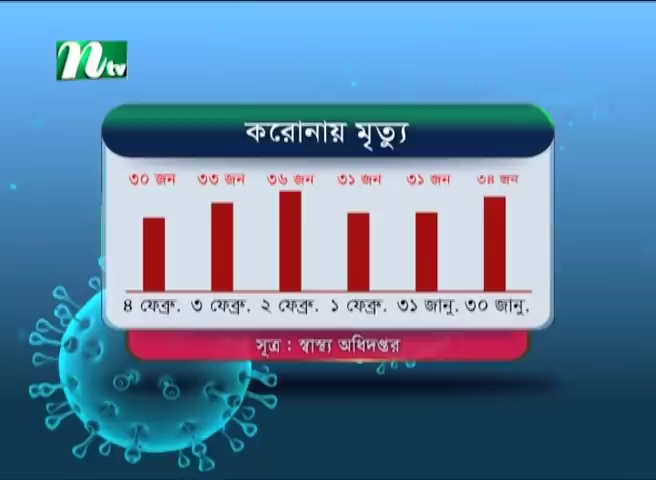 ntv
করোনায় মৃত্যু
৩০ জন ৩৩ জন ৩৬ জন ৩১ জন ৩১ জন ৩৪ জন
৪ ফেব্রু. ৩ ফেব্রু. ২ ফেব্রু. ১ ফেব্রু. ৩১ জানু. ৩০ জানু.
সূত্র : স্বাস্থ্য অধিদপ্তর